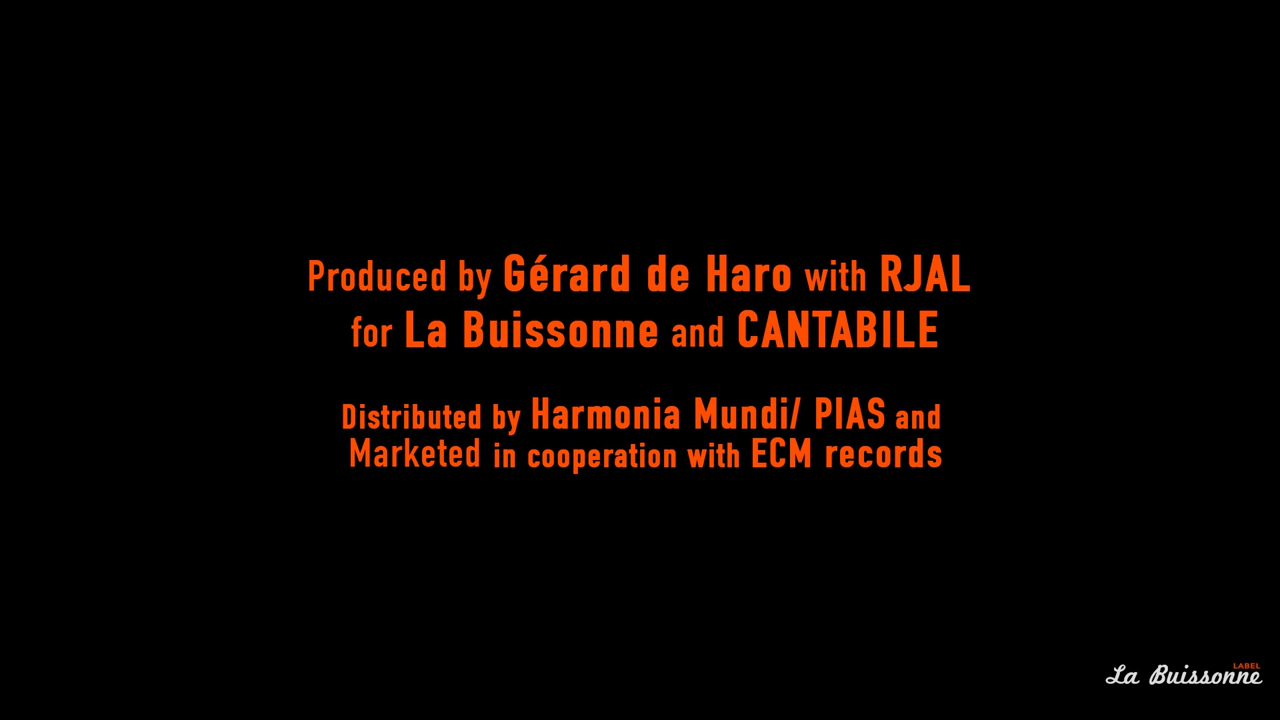 Produced by Gérard de Haro with RJAL
for La Buissonne and CANTABILE
Distributed by Harmonia Mundi/ PIAS and
Marketed in cooperation with ECM records
LABEL
La Buissonne